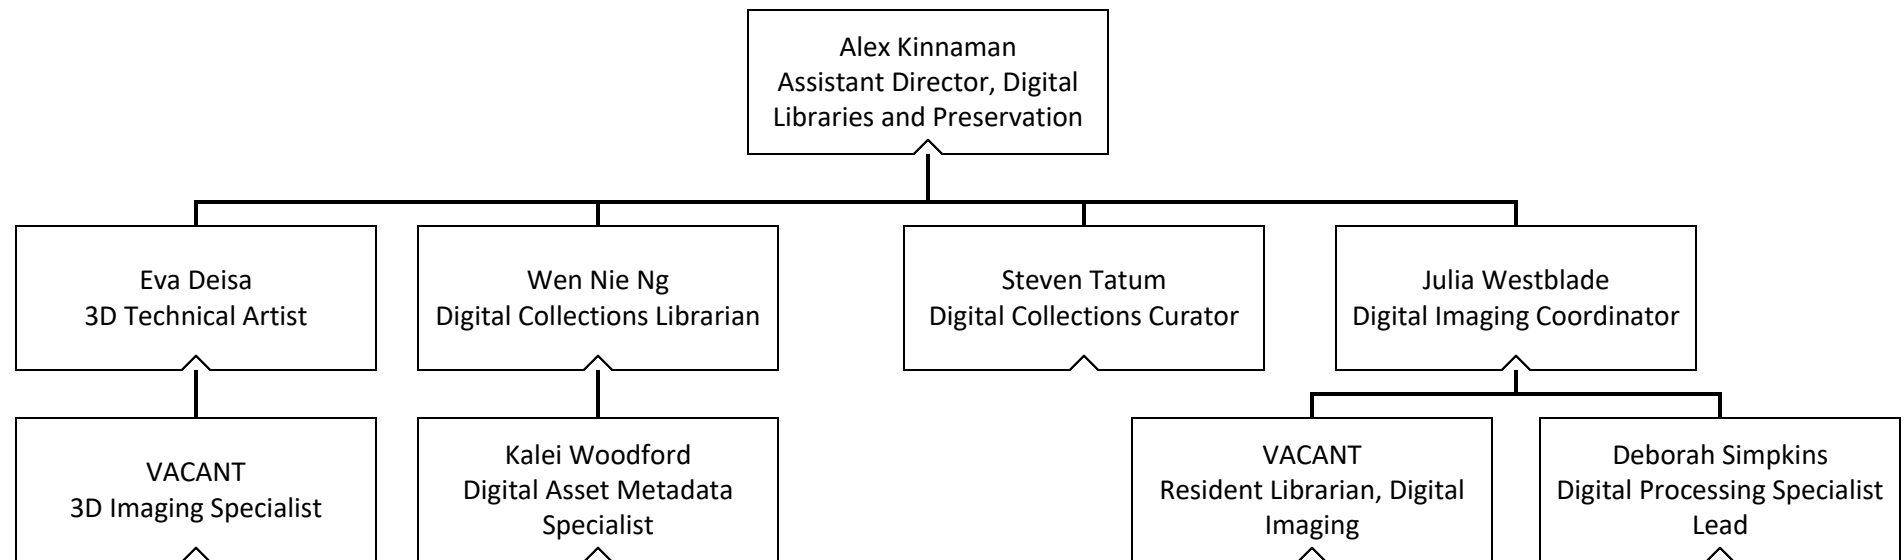 Alex Kinnaman
Assistant Director, Digital
Libraries and Preservation
Eva Deisa
3D Technical Artist
Wen Nie Ng
Digital Collections Librarian
Steven Tatum
Digital Collections Curator
Julia Westblade
Digital Imaging Coordinator
VACANT
3D Imaging Specialist
Kalei Woodford
Digital Asset Metadata
Specialist
VACANT
Resident Librarian, Digital
Imaging
Deborah Simpkins
Digital Processing Specialist
Lead